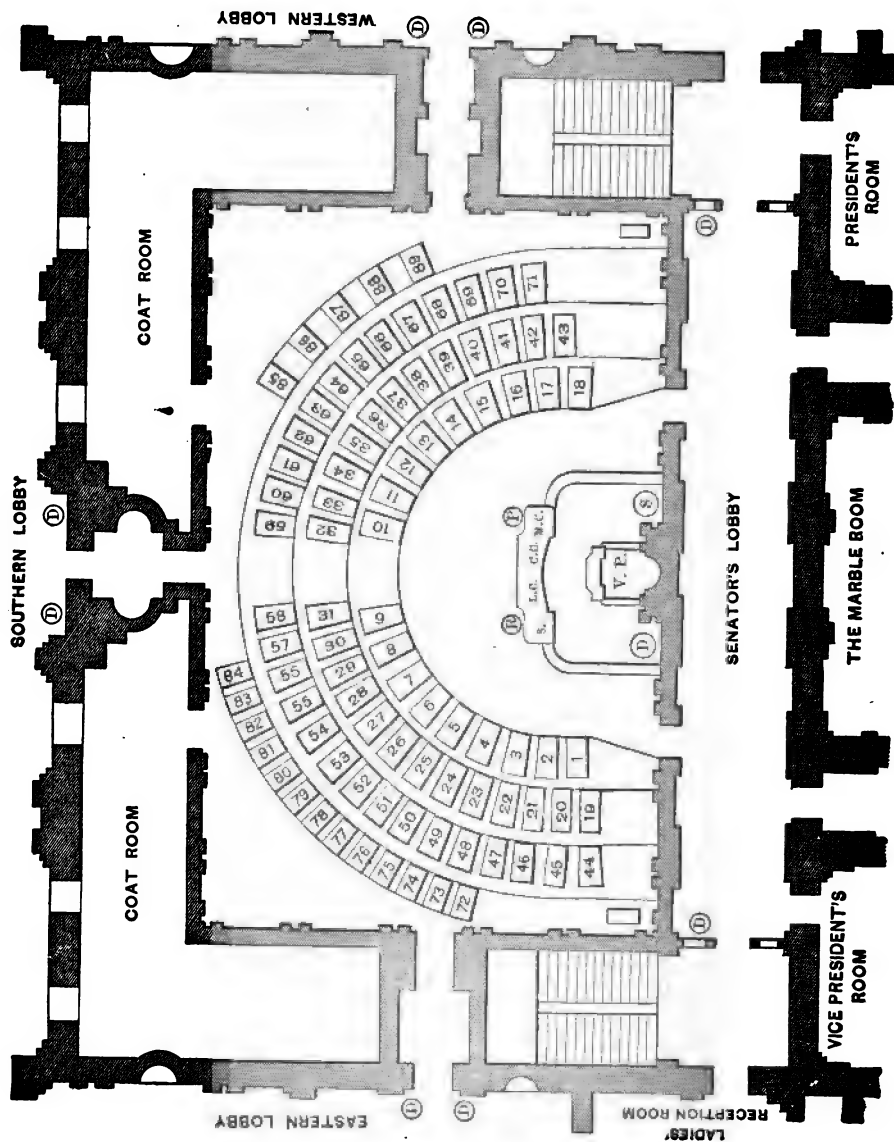 WESTERN LOBBY
SOUTHERN LOBBY
EASTERN LOBBY
COAT ROOM
COAT ROOM
D
D
D
D
D
D
D
D
72 73 74 75 76 77 78 79 80 81 82 83 84
85 86 87 88 89
44 45 46 47 48 49 50 51 52 53 54 55 55 57 58
59 60 61 62 63 64 65 66 67 68 69 70 71
19 20 21 22 23 24 25 26 27 28 29 30 31
32 33 34 35 36 37 38 39 40 41 42 43
1 2 3 4 5 6 7 8 9
10 11 12 13 14 15 16 17 18
R
P
S. L.C. C.C. M.C.
V. P.
D
S
SENATOR'S LOBBY
LADIES'
RECEPTION ROOM
VICE PRESIDENT'S
ROOM
THE MARBLE ROOM
PRESIDENT'S
ROOM